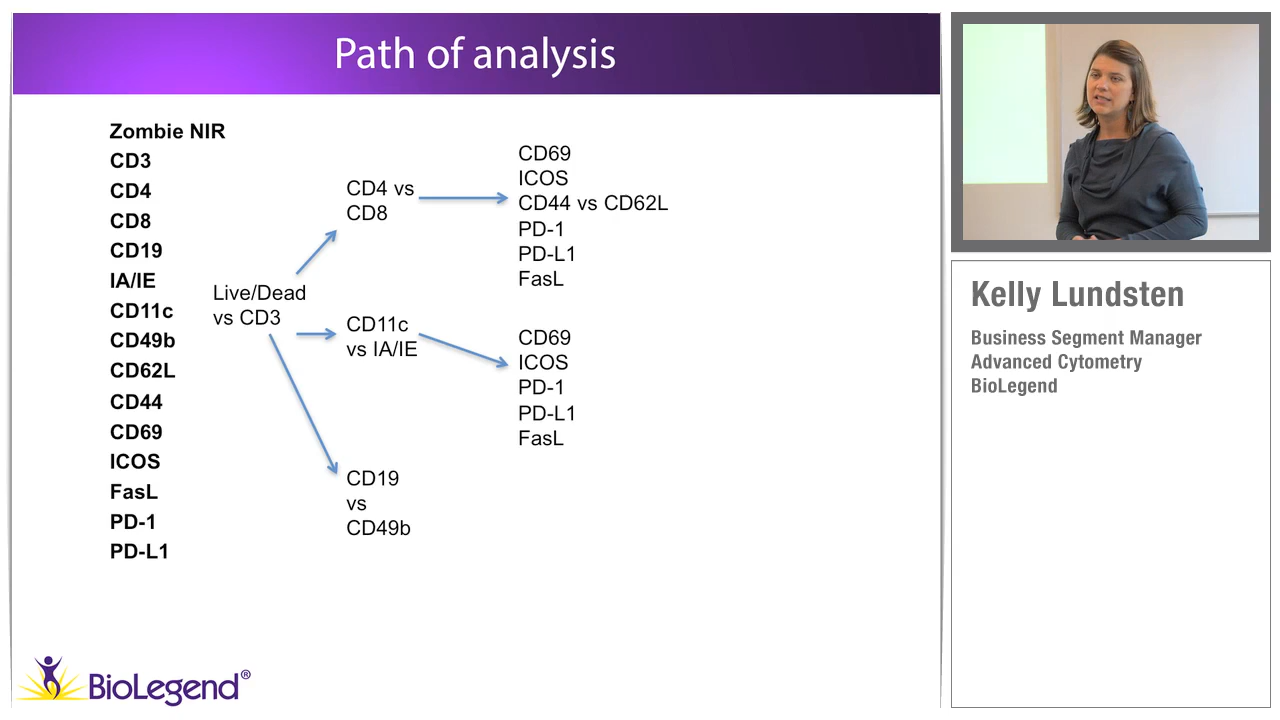 Path of analysis
Zombie NIR
CD3
CD4
CD8
CD19
IA/IE
CD11c
CD49b
CD62L
CD44
CD69
ICOS
FasL
PD-1
PD-L1
Live/Dead
vs CD3
CD4 vs
CD8
CD11c
vs IA/IE
CD19
vs
CD49b
CD69
ICOS
CD44 vs CD62L
PD-1
PD-L1
FasL
CD69
ICOS
PD-1
PD-L1
FasL
BioLegend®
Kelly Lundsten
Business Segment Manager
Advanced Cytometry
BioLegend